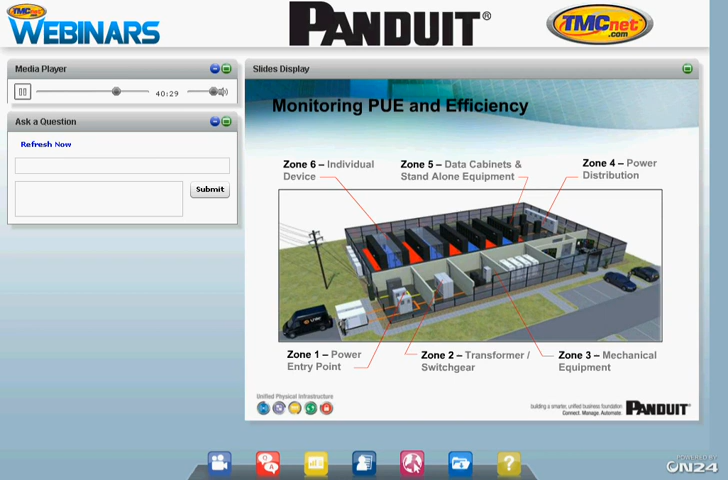 TMCnet
WEBINARS
PANDUIT®
TMCnet
.com
Media Player
40:29
Ask a Question
Refresh Now
Submit
Slides Display
Monitoring PUE and Efficiency
Zone 6 – Individual
Device
Zone 5 – Data Cabinets &
Stand Alone Equipment
Zone 4 – Power
Distribution
Zone 1 – Power
Entry Point
Zone 2 – Transformer /
Switchgear
Zone 3 – Mechanical
Equipment
Unified Physical Infrastructure
building a smarter, unified business foundation
Connect. Manage. Automate.
PANDUIT
Q
A
?
POWERED BY
ON24